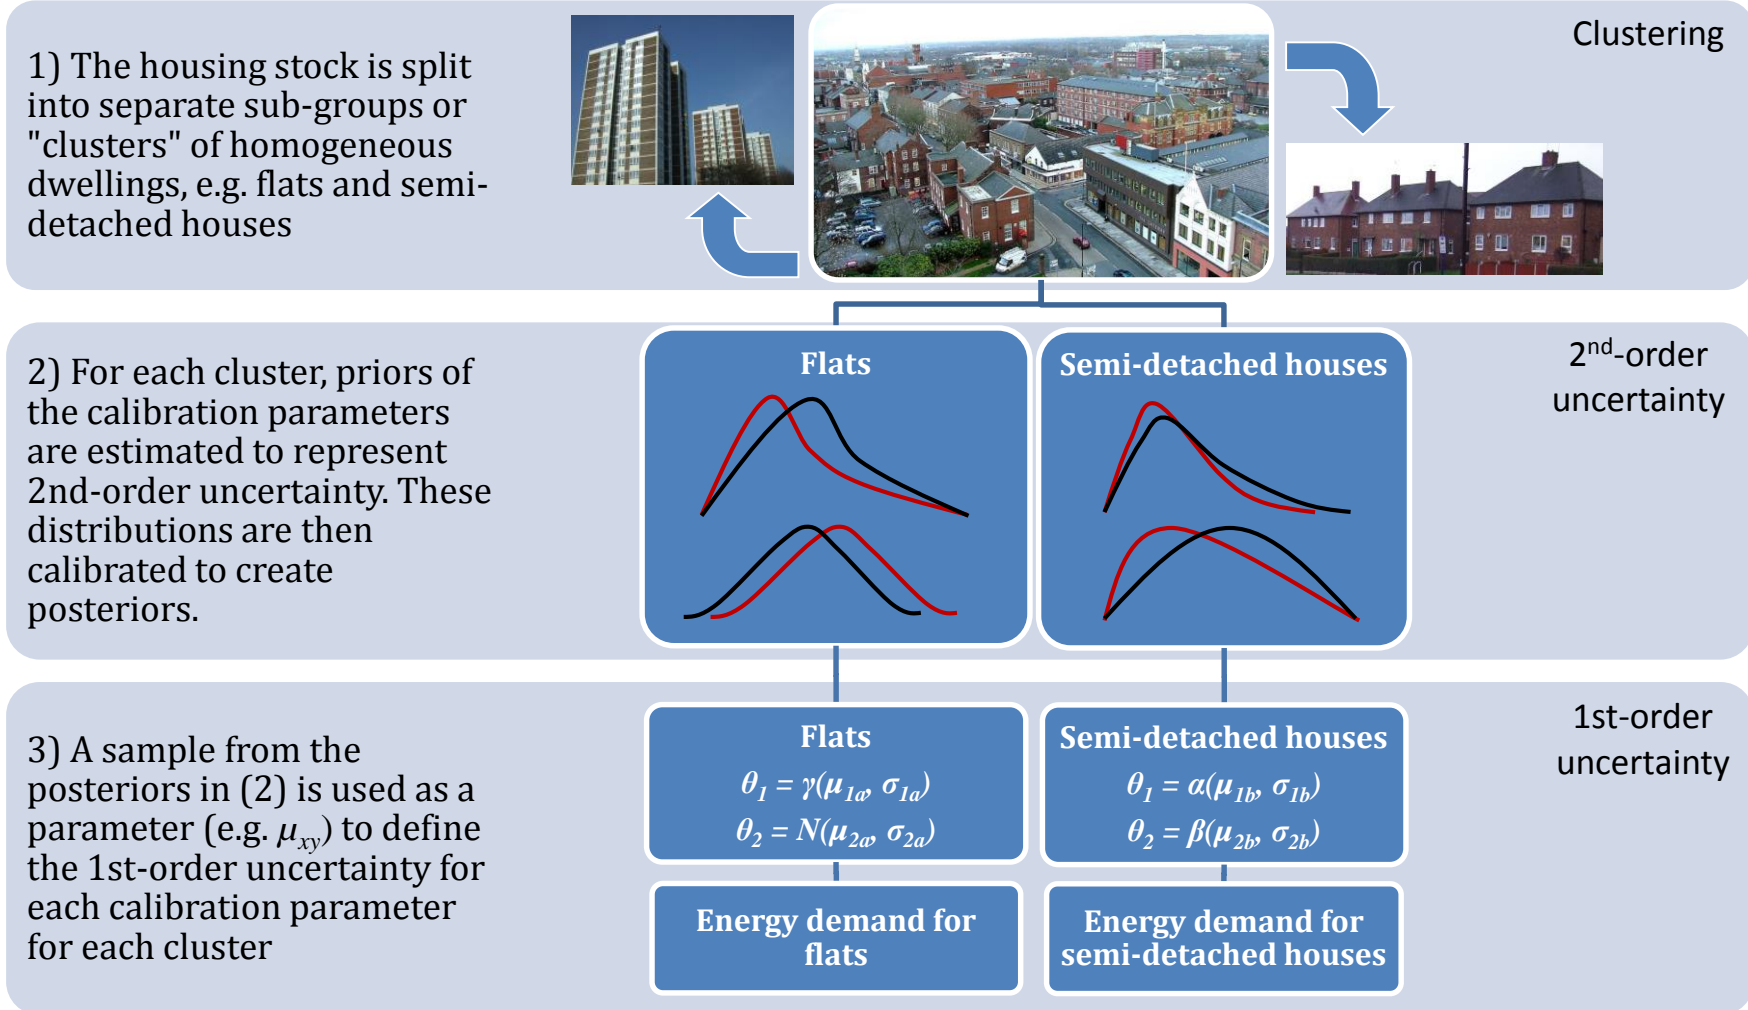 1) The housing stock is split
into separate sub-groups or
"clusters" of homogeneous
dwellings, e.g. flats and semi-
detached houses
Clustering
2) For each cluster, priors of
the calibration parameters
are estimated to represent
2nd-order uncertainty. These
distributions are then
calibrated to create
posteriors.
Flats
Semi-detached houses
2nd-order
uncertainty
3) A sample from the
posteriors in (2) is used as a
parameter (e.g. μxy) to define
the 1st-order uncertainty for
each calibration parameter
for each cluster
Flats
θ1 = γ(μ1a, σ1a)
θ2 = N(μ2a, σ2a)
Semi-detached houses
θ1 = α(μ1b, σ1b)
θ2 = β(μ2b, σ2b)
1st-order
uncertainty
Energy demand for
flats
Energy demand for
semi-detached houses